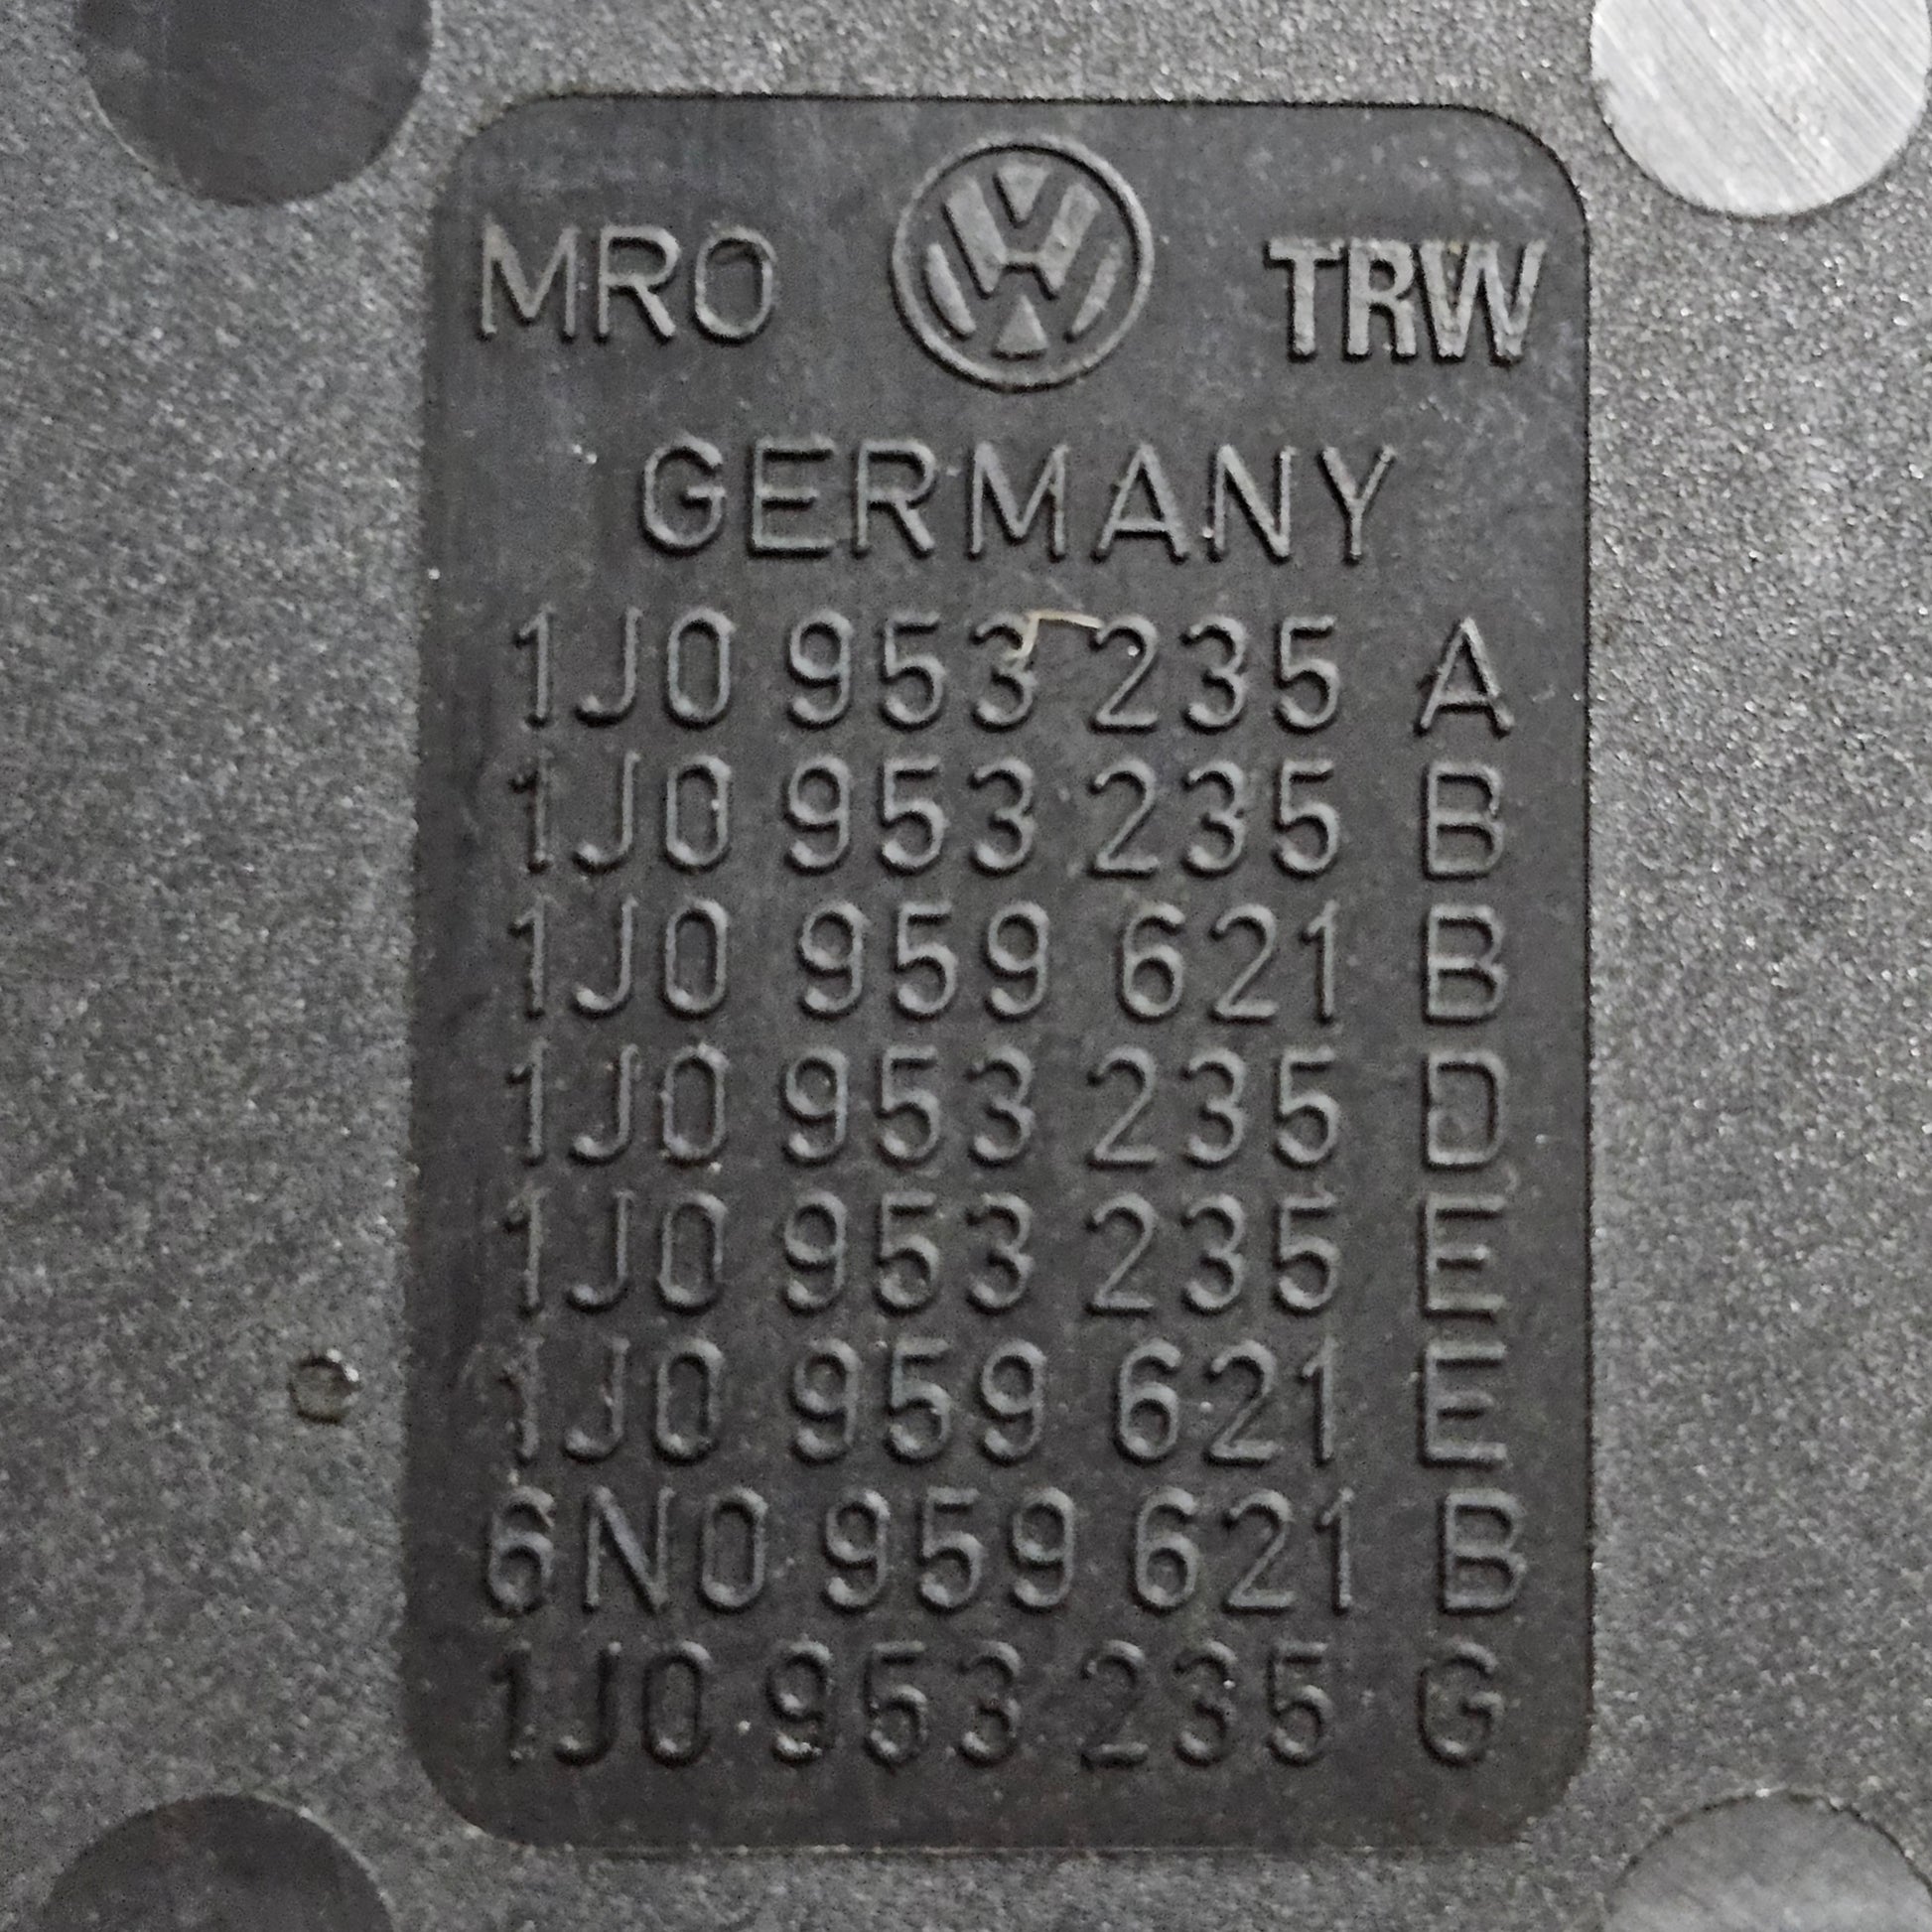 MRO VW TRW
GERMANY
1J0 953 235 A
1J0 953 235 B
1J0 959 621 B
1J0 953 235 D
1J0 953 235 E
1J0 959 621 E
6N0 959 621 B
1J0 953 235 G